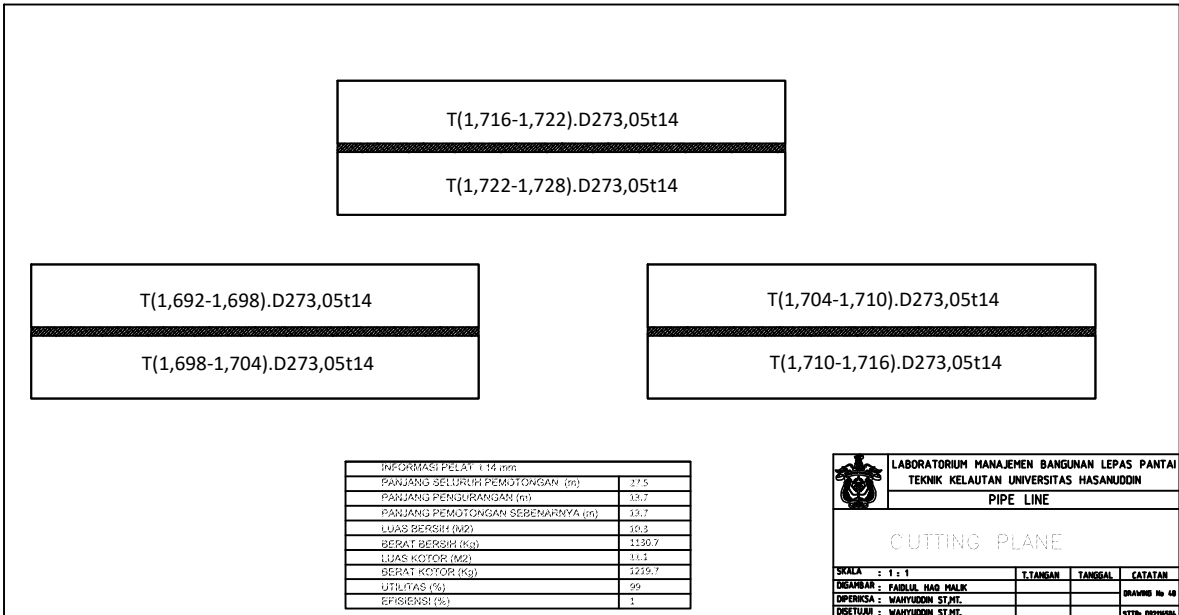 T(1,716-1,722).D273,05t14
T(1,722-1,728).D273,05t14
T(1,692-1,698).D273,05t14
T(1,698-1,704).D273,05t14
T(1,704-1,710).D273,05t14
T(1,710-1,716).D273,05t14
INFORMASI PELAT t 14 mm
PANJANG SELURUH PEMOTONGAN (m) 27.5
PANJANG PENGURANGAN (m) 13.7
PANJANG PEMOTONGAN SEBENARNYA (m) 13.7
LUAS BERSIH (M2) 10.3
BERAT BERSIH (Kg)
LUAS KOTOR (M2) 11.1
BERAT KOTOR (Kg) 1219.7
UTILITAS (%) 99
EFISIENSI (%) 1
LABORATORIUM MANAJEMEN BANGUNAN LEPAS PANTAI
TEKNIK KELAUTAN UNIVERSITAS HASANUDDIN
PIPE LINE
CUTTING PLANE
SKALA : 1 : 1 T.TANGAN TANGGAL CATATAN
DIGAMBAR : FAIDLUL HAQ MALIK
DRAWING No 48
DIPERIKSA : WAHYUDDIN ST,MT.
DISETUJUI : WAHYUDDIN ST,MT.